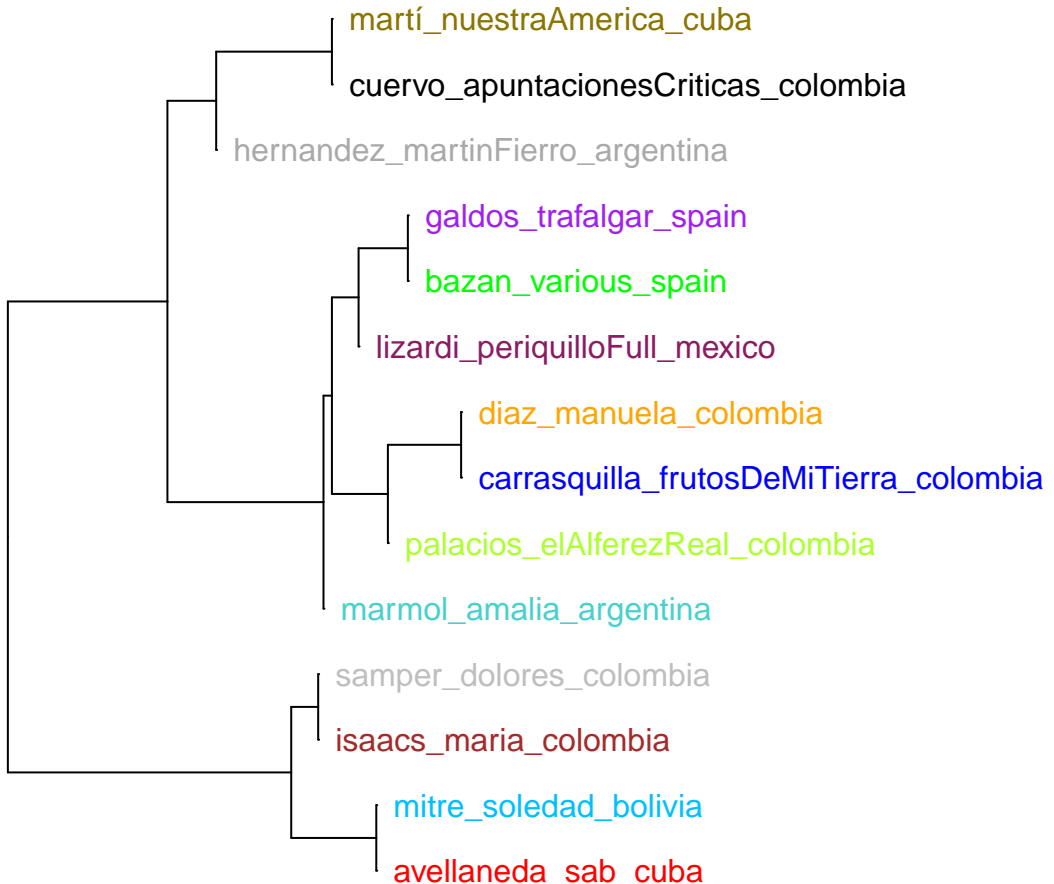 martí_nuestraAmerica_cuba
cuervo_apuntacionesCriticas_colombia
hernandez_martinFierro_argentina
galdos_trafalgar_spain
bazan_various_spain
lizardi_periquilloFull_mexico
diaz_manuela_colombia
carrasquilla_frutosDeMiTierra_colombia
palacios_elAlferezReal_colombia
marmol_amalia_argentina
samper_dolores_colombia
isaacs_maria_colombia
mitre_soledad_bolivia
avellaneda_sab_cuba